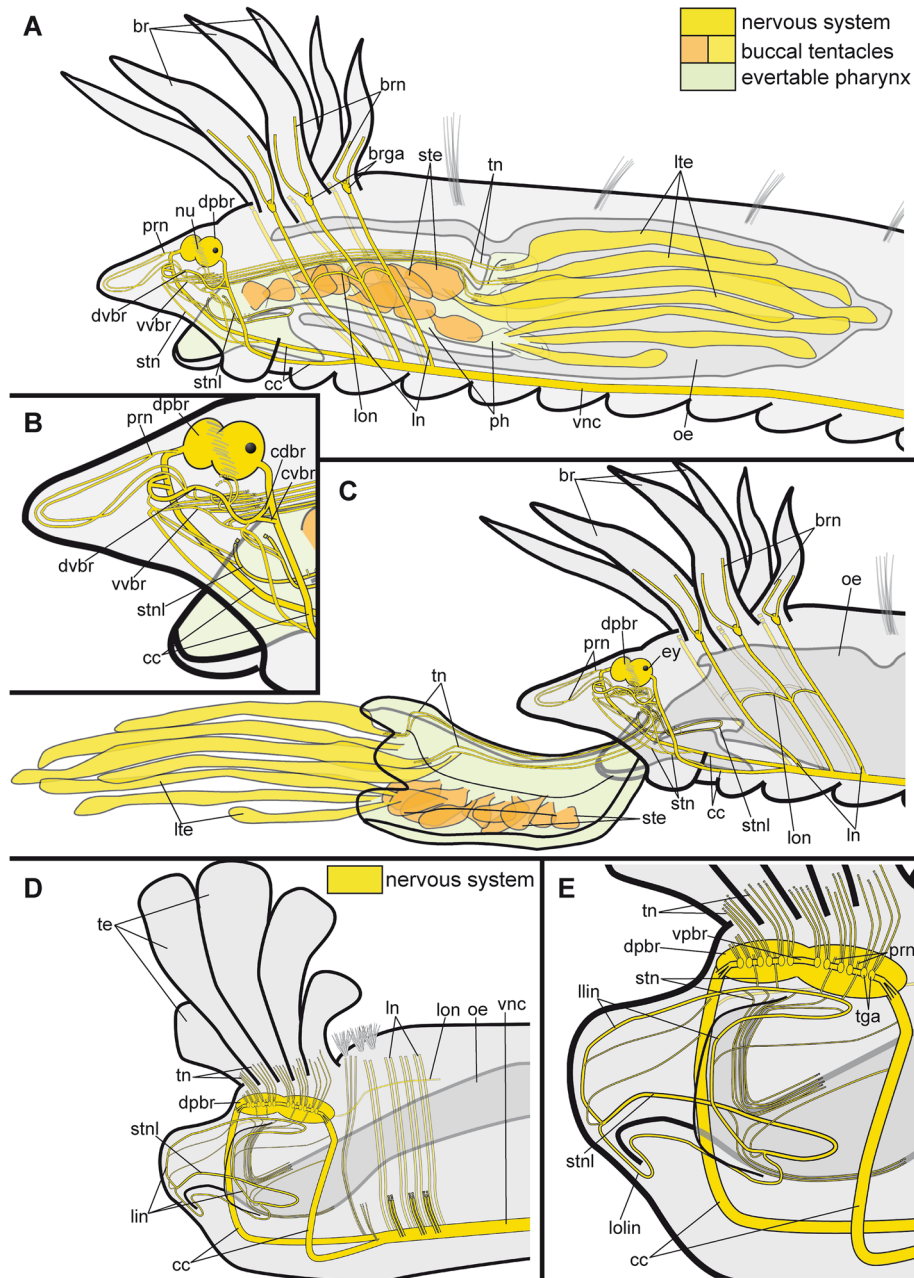 A
nervous system
buccal tentacles
evertable pharynx
br
brn
brga
ste
tn
lte
dpbr
nu
prn
dvbr
vvbr
stn
stnl
cc
lon
ln
ph
vnc
oe
B
dpbr
prn
cdbr
cvbr
dvbr
vvbr
stnl
cc
C
br
brn
oe
dpbr
ey
prn
tn
lte
ste
stn
cc
stnl
lon
ln
D
nervous system
te
ln
lon
oe
vnc
tn
dpbr
stnl
lin
cc
E
tn
vpbr
dpbr
prn
stn
llin
tga
stnl
lolin
cc